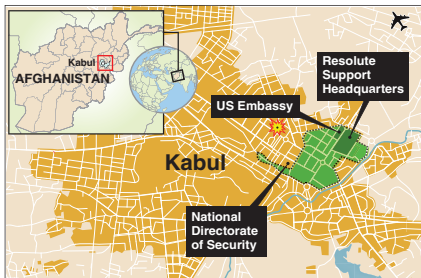 Kabul
AFGHANISTAN
Resolute
Support
Headquarters
US Embassy
Kabul
National
Directorate
of Security